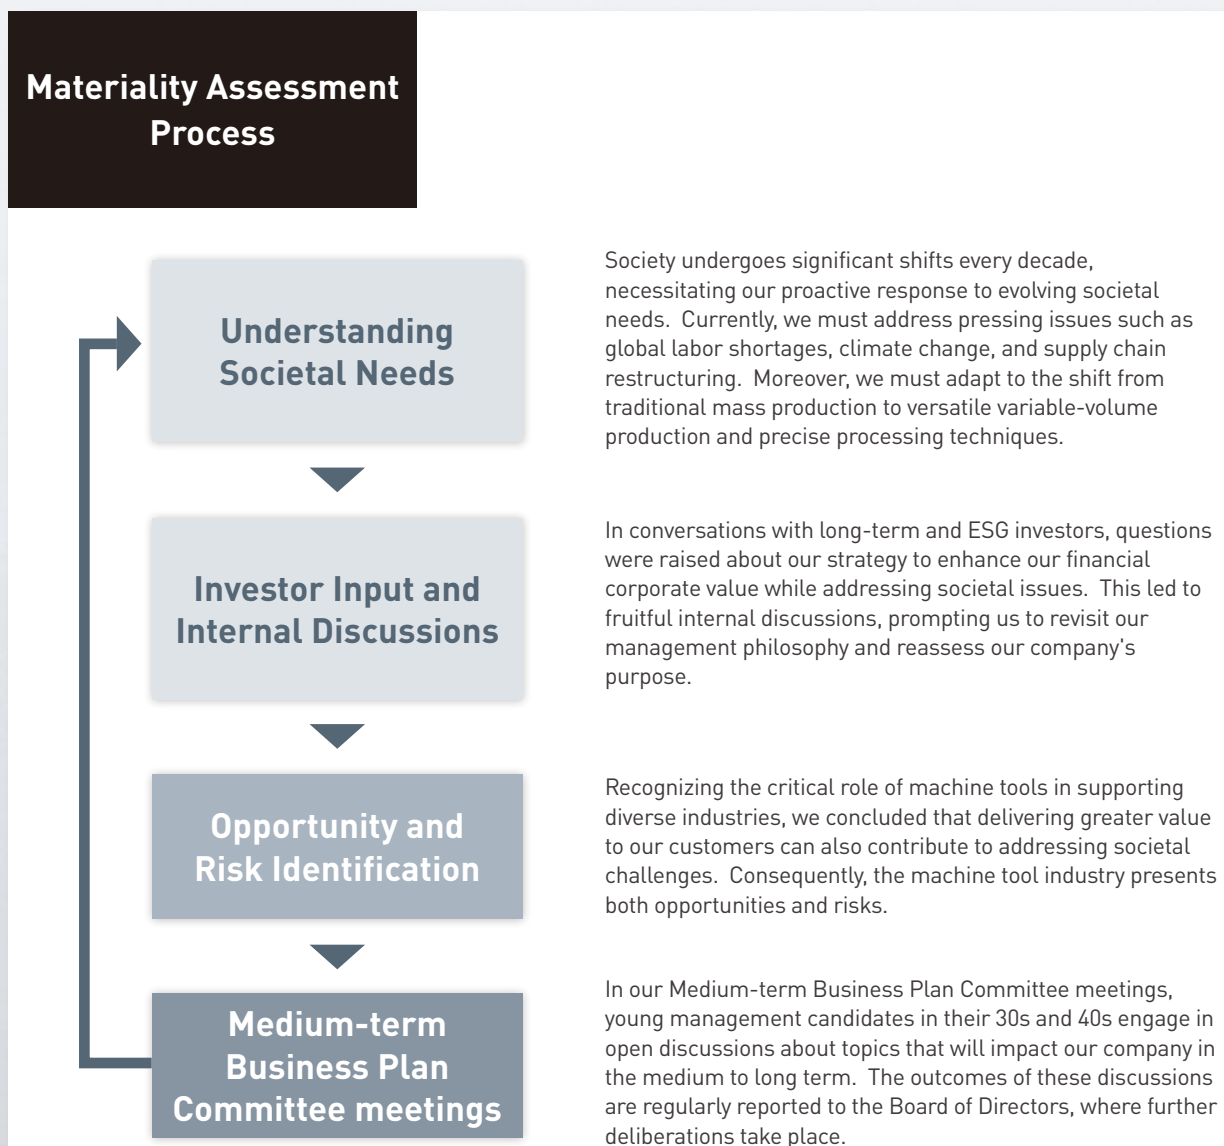 Materiality Assessment
Process
Understanding
Societal Needs
Society undergoes significant shifts every decade,
necessitating our proactive response to evolving societal
needs.  Currently, we must address pressing issues such as
global labor shortages, climate change, and supply chain
restructuring.  Moreover, we must adapt to the shift from
traditional mass production to versatile variable-volume
production and precise processing techniques.
Investor Input and
Internal Discussions
In conversations with long-term and ESG investors, questions
were raised about our strategy to enhance our financial
corporate value while addressing societal issues.  This led to
fruitful internal discussions, prompting us to revisit our
management philosophy and reassess our company's
purpose.
Opportunity and
Risk Identification
Recognizing the critical role of machine tools in supporting
diverse industries, we concluded that delivering greater value
to our customers can also contribute to addressing societal
challenges.  Consequently, the machine tool industry presents
both opportunities and risks.
Medium-term
Business Plan
Committee meetings
In our Medium-term Business Plan Committee meetings,
young management candidates in their 30s and 40s engage in
open discussions about topics that will impact our company in
the medium to long term.  The outcomes of these discussions
are regularly reported to the Board of Directors, where further
deliberations take place.